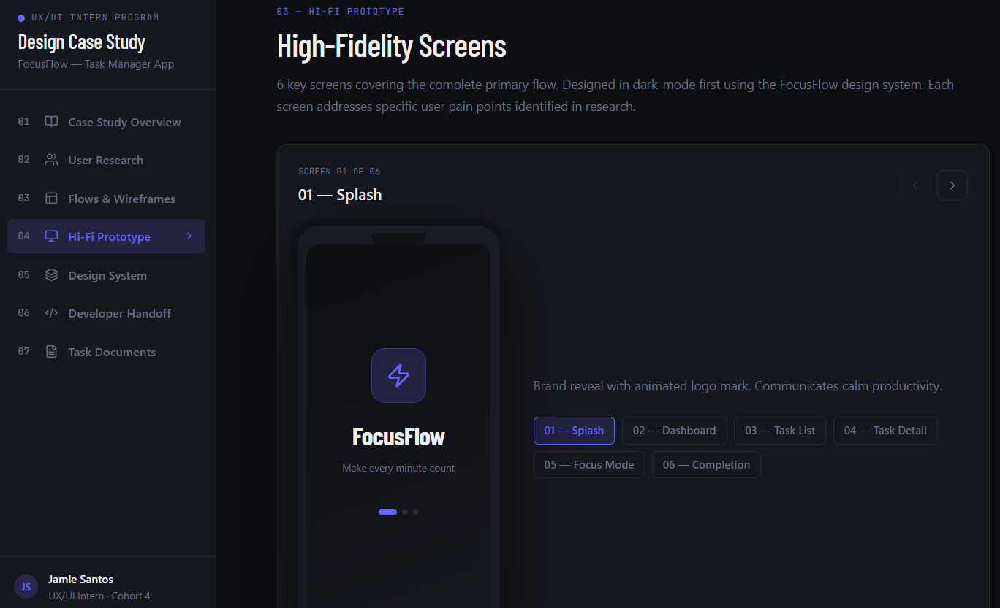 UX/UI INTERN PROGRAM
Design Case Study
FocusFlow — Task Manager App
01 Case Study Overview
02 User Research
03 Flows & Wireframes
04 Hi-Fi Prototype
05 Design System
06 Developer Handoff
07 Task Documents
JS
Jamie Santos
UX/UI Intern · Cohort 4
03 — HI-FI PROTOTYPE
High-Fidelity Screens
6 key screens covering the complete primary flow. Designed in dark-mode first using the FocusFlow design system. Each
screen addresses specific user pain points identified in research.
SCREEN 01 OF 06
01 — Splash
FocusFlow
Make every minute count
Brand reveal with animated logo mark. Communicates calm productivity.
01 — Splash
02 — Dashboard
03 — Task List
04 — Task Detail
05 — Focus Mode
06 — Completion